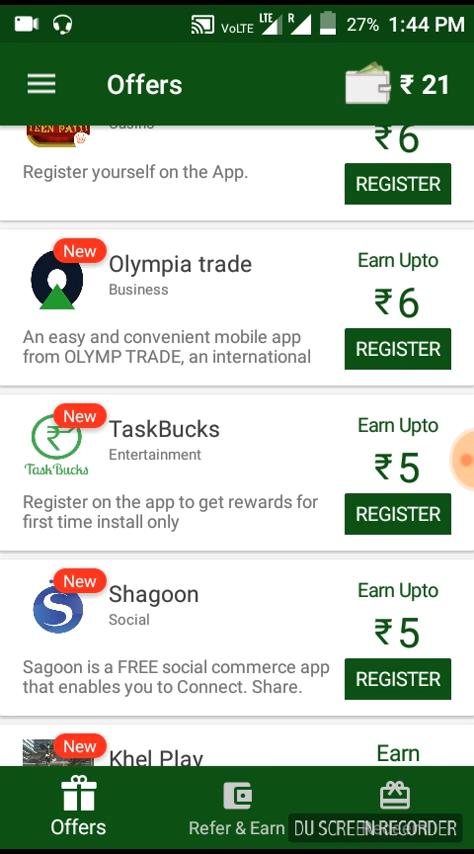 VoLTE LTE R 27% 1:44 PM
Offers ₹ 21
TEEN PATTI
Casino
₹6
Register yourself on the App.
REGISTER
New
Olympia trade
Business
Earn Upto
₹6
An easy and convenient mobile app
from OLYMP TRADE, an international
REGISTER
New
TaskBucks
Entertainment
TaskBucks
Earn Upto
₹5
Register on the app to get rewards for
first time install only
REGISTER
New
Shagoon
Social
S
Earn Upto
₹5
Sagoon is a FREE social commerce app
that enables you to Connect. Share.
REGISTER
New
Khel Play
Earn
Offers
Refer & Earn
DU SCREEN RECORDER